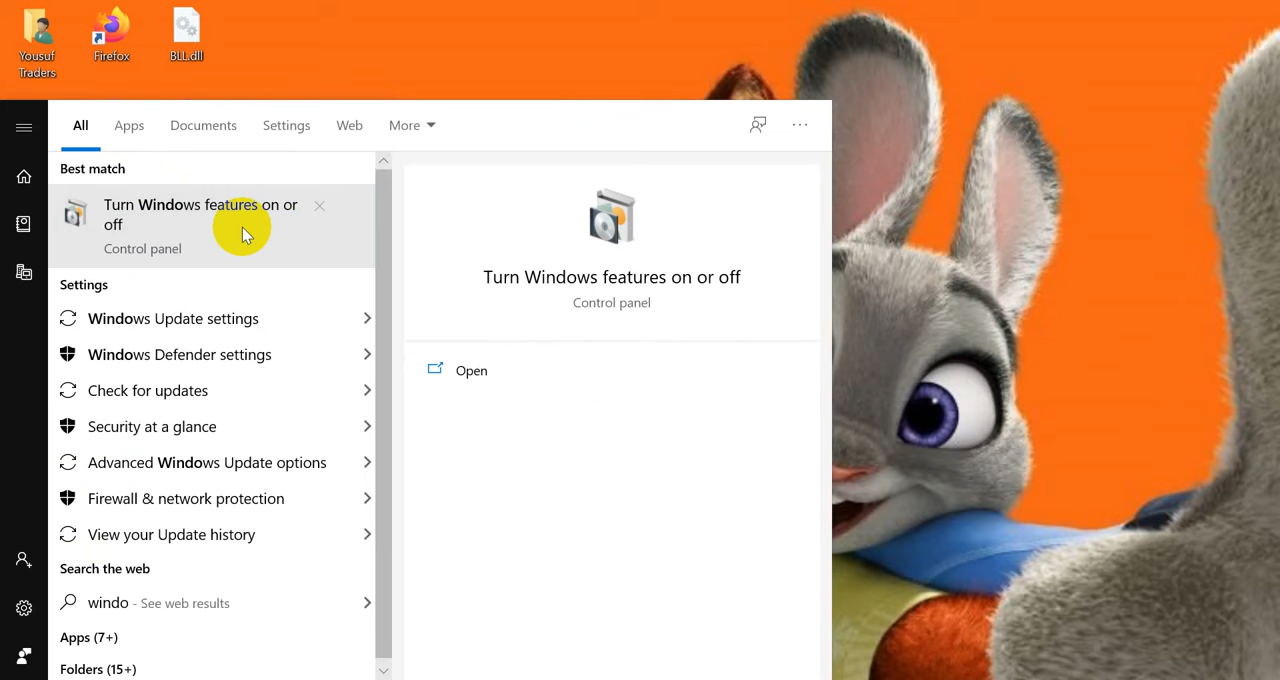 Yousuf
Traders
Firefox
BLL.dll
All
Apps
Documents
Settings
Web
More
Best match
Turn Windows features on or
off
Control panel
Settings
Windows Update settings
Windows Defender settings
Check for updates
Security at a glance
Advanced Windows Update options
Firewall & network protection
View your Update history
Search the web
windo - See web results
Apps (7+)
Folders (15+)
Turn Windows features on or off
Control panel
Open